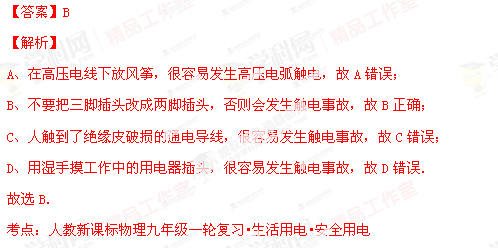 【答案】B
【解析】
A、在高压电线下放风筝，很容易发生高压电弧触电，故 A 错误；
B、不要把三脚插头改成两脚插头，否则会发生触电事故，故 B 正确；
C、人触到了绝缘皮破损的通电导线，很容易发生触电事故，故 C 错误；
D、用湿手摸工作中的用电器插头，很容易发生触电事故，故 D 错误．
故选 B．
考点：人教新课标物理九年级一轮复习•生活用电•安全用电